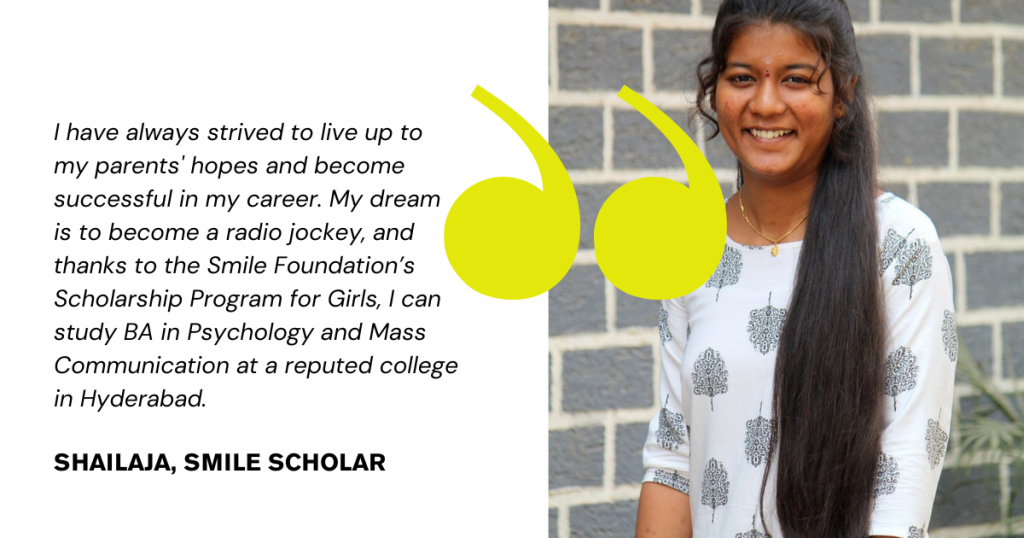 I have always strived to live up to
my parents' hopes and become
successful in my career. My dream
is to become a radio jockey, and
thanks to the Smile Foundation’s
Scholarship Program for Girls, I can
study BA in Psychology and Mass
Communication at a reputed college
in Hyderabad.
SHAILAJA, SMILE SCHOLAR